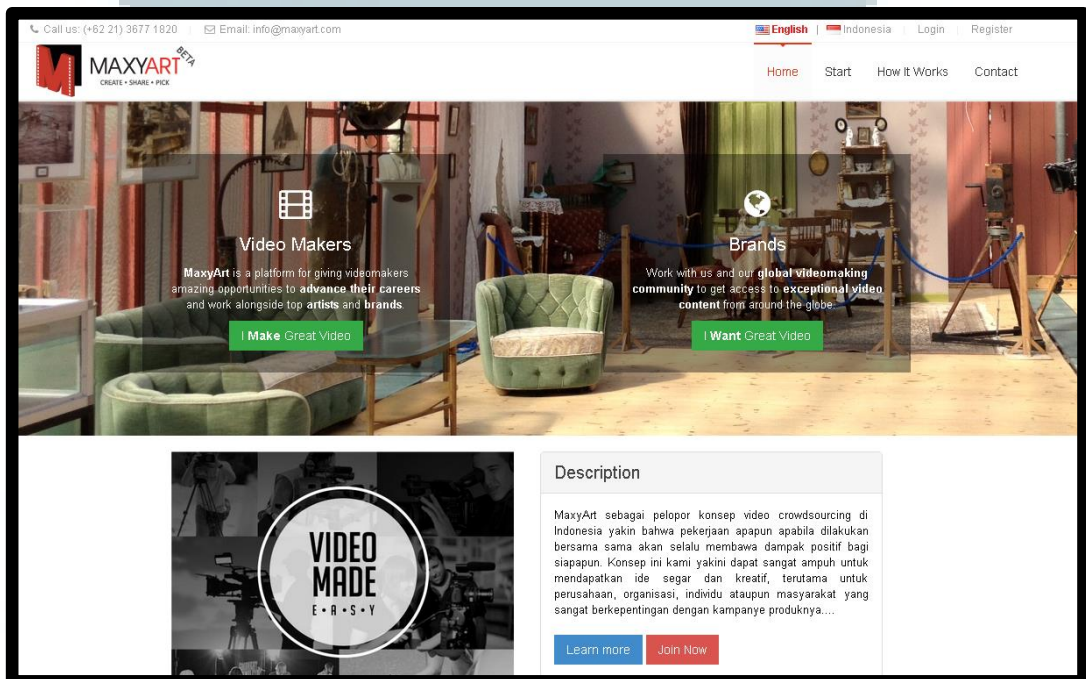 Call us: (+62 21) 3677 1820 Email: info@maxyart.com English | Indonesia Login Register
MAXYART BETA
CREATE • SHARE • PICK
Home Start How It Works Contact
Video Makers
MaxyArt is a platform for giving videomakers
amazing opportunities to advance their careers
and work alongside top artists and brands.
I Make Great Video
Brands
Work with us and our global videomaking
community to get access to exceptional video
content from around the globe.
I Want Great Video
VIDEO
MADE
E•A•S•Y
Description
MaxyArt sebagai pelopor konsep video crowdsourcing di
Indonesia yakin bahwa pekerjaan apapun apabila dilakukan
bersama sama akan selalu membawa dampak positif bagi
siapapun. Konsep ini kami yakini dapat sangat ampuh untuk
mendapatkan ide segar dan kreatif, terutama untuk
perusahaan, organisasi, individu ataupun masyarakat yang
sangat berkepentingan dengan kampanye produknya....
Learn more Join Now